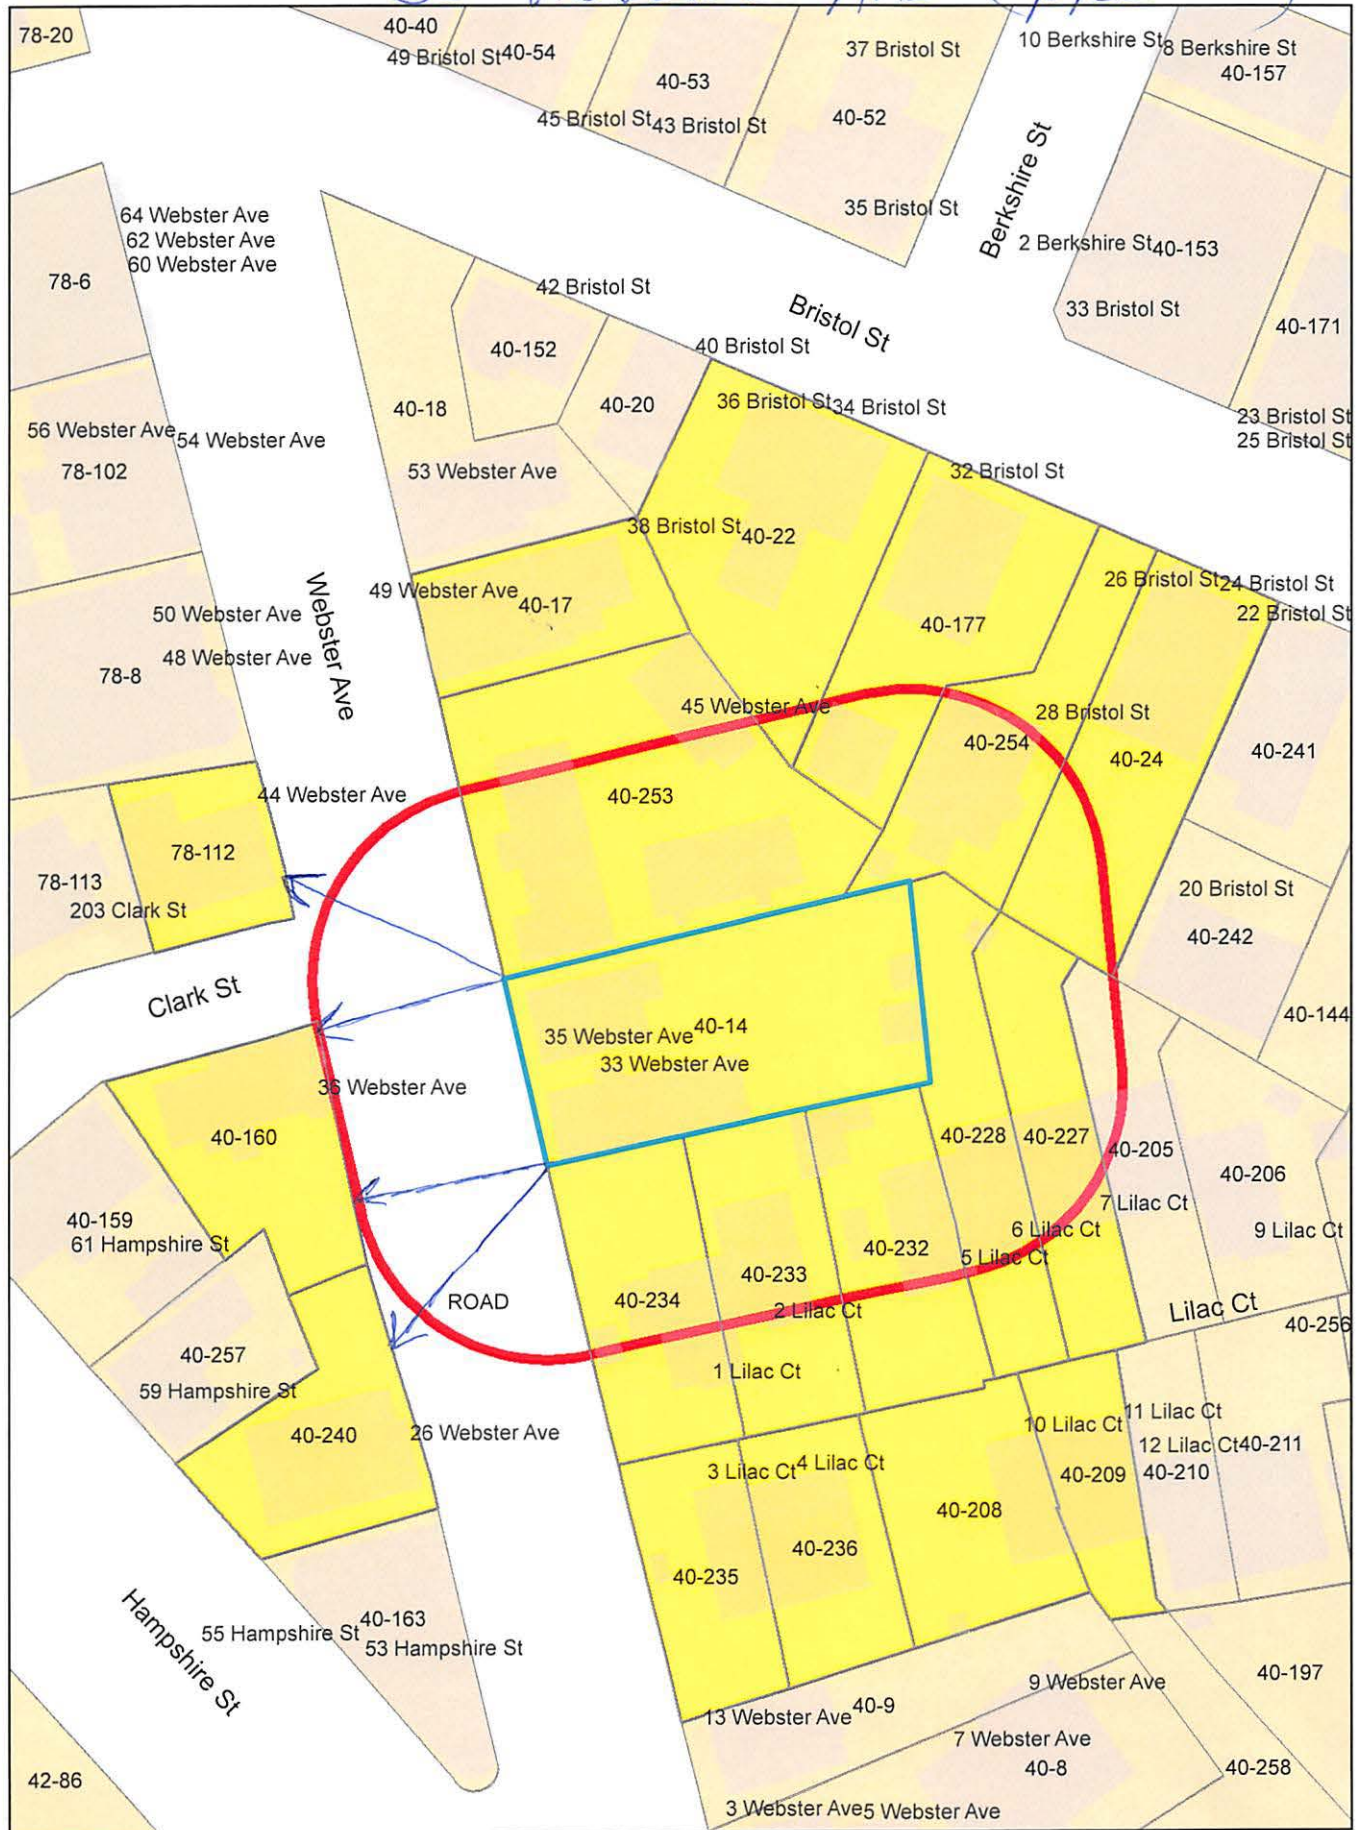 78-20
40-40
49 Bristol St
40-54
37 Bristol St
10 Berkshire St
8 Berkshire St
40-157
40-53
45 Bristol St
43 Bristol St
40-52
Berkshire St
35 Bristol St
64 Webster Ave
62 Webster Ave
60 Webster Ave
2 Berkshire St
40-153
78-6
42 Bristol St
Bristol St
33 Bristol St
40-171
40-152
40 Bristol St
40-18
40-20
36 Bristol St
34 Bristol St
23 Bristol St
25 Bristol St
56 Webster Ave
54 Webster Ave
78-102
53 Webster Ave
32 Bristol St
38 Bristol St
40-22
Webster Ave
49 Webster Ave
40-17
26 Bristol St
24 Bristol St
22 Bristol St
50 Webster Ave
40-177
48 Webster Ave
78-8
45 Webster Ave
28 Bristol St
40-254
40-24
40-241
44 Webster Ave
40-253
78-112
78-113
203 Clark St
20 Bristol St
40-242
Clark St
40-144
35 Webster Ave
40-14
33 Webster Ave
36 Webster Ave
40-160
40-228
40-227
40-205
40-206
40-159
61 Hampshire St
7 Lilac Ct
9 Lilac Ct
40-232
6 Lilac Ct
5 Lilac Ct
40-233
ROAD
40-234
2 Lilac Ct
Lilac Ct
40-256
40-257
59 Hampshire St
1 Lilac Ct
40-240
26 Webster Ave
10 Lilac Ct
11 Lilac Ct
12 Lilac Ct
40-211
3 Lilac Ct
4 Lilac Ct
40-209
40-210
40-208
40-236
40-235
Hampshire St
55 Hampshire St
40-163
53 Hampshire St
40-197
9 Webster Ave
13 Webster Ave
40-9
7 Webster Ave
40-8
40-258
42-86
3 Webster Ave
5 Webster Ave